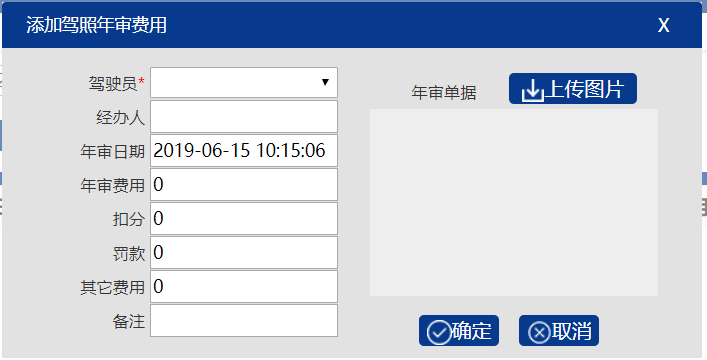 添加驾照年审费用 X
驾驶员*
经办人
年审日期 2019-06-15 10:15:06
年审费用 0
扣分 0
罚款 0
其它费用 0
备注
年审单据 上传图片
确定 取消